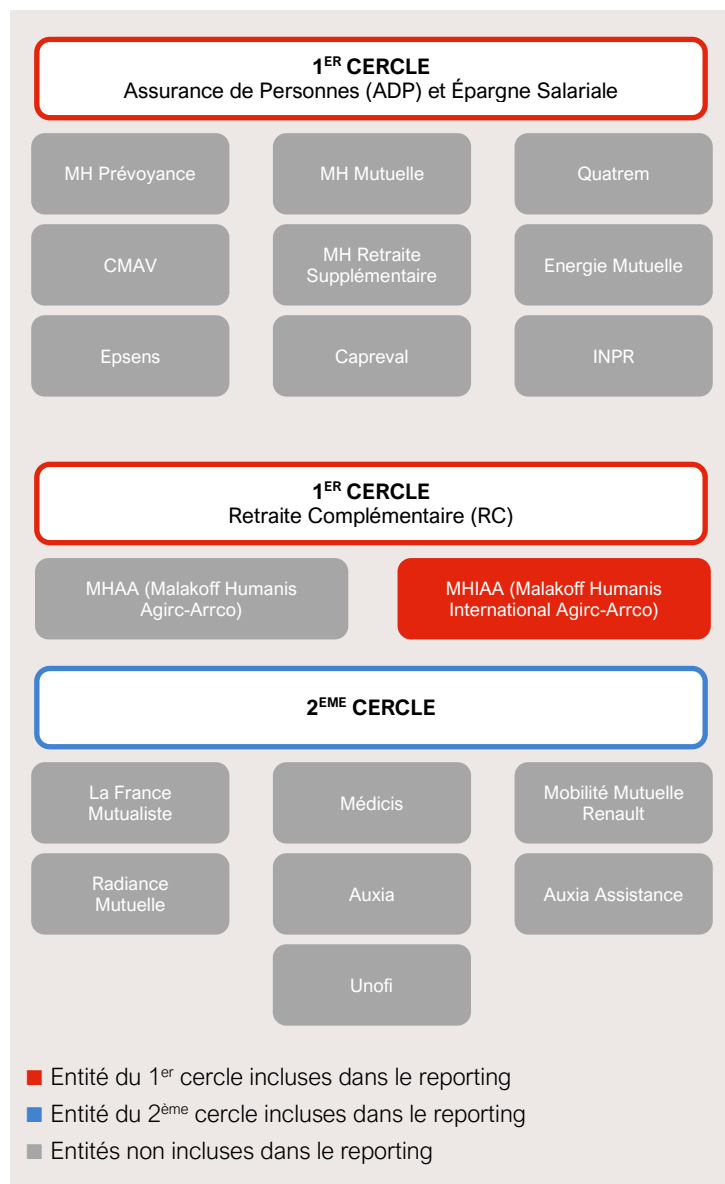 1ER CERCLE
Assurance de Personnes (ADP) et Épargne Salariale
MH Prévoyance
MH Mutuelle
Quatrem
CMAV
MH Retraite
Supplémentaire
Energie Mutuelle
Epsens
Capreval
INPR
1ER CERCLE
Retraite Complémentaire (RC)
MHAA (Malakoff Humanis
Agirc-Arrco)
MHIAA (Malakoff Humanis
International Agirc-Arrco)
2EME CERCLE
La France
Mutualiste
Médicis
Mobilité Mutuelle
Renault
Radiance
Mutuelle
Auxia
Auxia Assistance
Unofi
Entité du 1er cercle incluses dans le reporting
Entité du 2ème cercle incluses dans le reporting
Entités non incluses dans le reporting